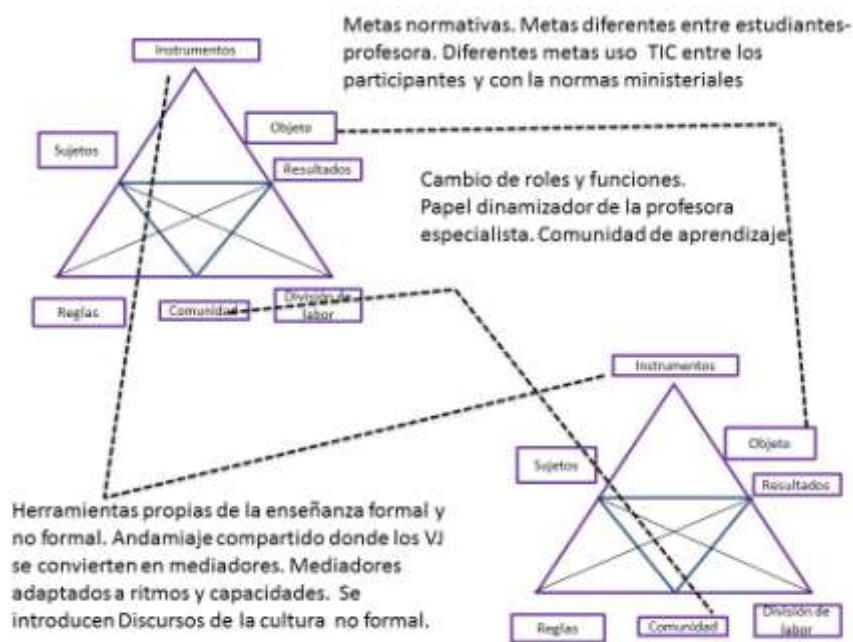 Metas normativas. Metas diferentes entre estudiantes-
profesora. Diferentes metas uso TIC entre los
participantes y con la normas ministeriales
Instrumentos
Objeto
Sujetos
Resultados
Cambio de roles y funciones.
Papel dinamizador de la profesora
especialista. Comunidad de aprendizaje
Reglas
Comunidad
División de
labor
Instrumentos
Objeto
Sujetos
Resultados
Herramientas propias de la enseñanza formal y
no formal. Andamiaje compartido donde los VJ
se convierten en mediadores. Mediadores
adaptados a ritmos y capacidades. Se
introducen Discursos de la cultura no formal.
Reglas
Comunidad
División de
labor